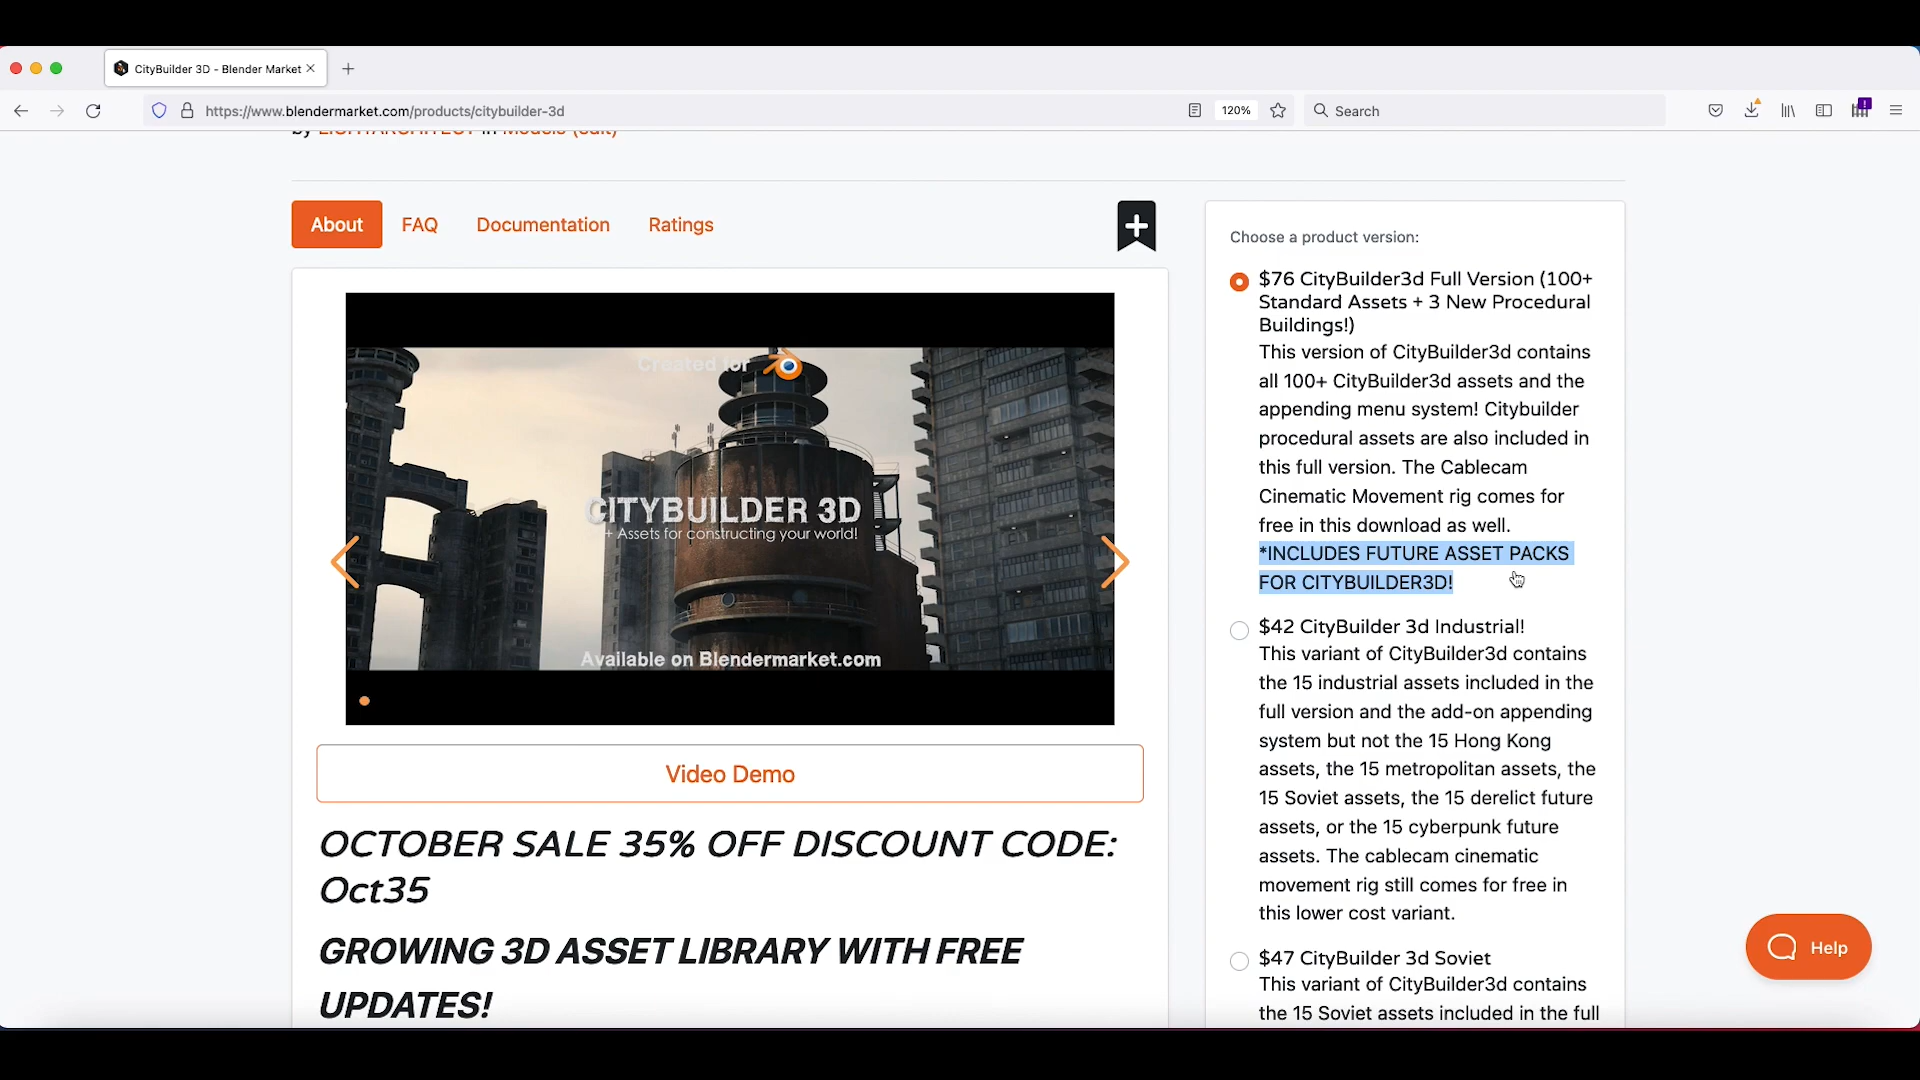 CityBuilder 3D - Blender Market
https://www.blendermarket.com/products/citybuilder-3d
120%
Search
by LIGHTARCHITECT in Models (edit)
About
FAQ
Documentation
Ratings
Created for
CITYBUILDER 3D
+ Assets for constructing your world!
Available on Blendermarket.com
Video Demo
OCTOBER SALE 35% OFF DISCOUNT CODE:
Oct35
GROWING 3D ASSET LIBRARY WITH FREE
UPDATES!
Choose a product version:
$76 CityBuilder3d Full Version (100+
Standard Assets + 3 New Procedural
Buildings!)
This version of CityBuilder3d contains
all 100+ CityBuilder3d assets and the
appending menu system! Citybuilder
procedural assets are also included in
this full version. The Cablecam
Cinematic Movement rig comes for
free in this download as well.
*INCLUDES FUTURE ASSET PACKS
FOR CITYBUILDER3D!
$42 CityBuilder 3d Industrial!
This variant of CityBuilder3d contains
the 15 industrial assets included in the
full version and the add-on appending
system but not the 15 Hong Kong
assets, the 15 metropolitan assets, the
15 Soviet assets, the 15 derelict future
assets, or the 15 cyberpunk future
assets. The cablecam cinematic
movement rig still comes for free in
this lower cost variant.
$47 CityBuilder 3d Soviet
This variant of CityBuilder3d contains
the 15 Soviet assets included in the full
Help